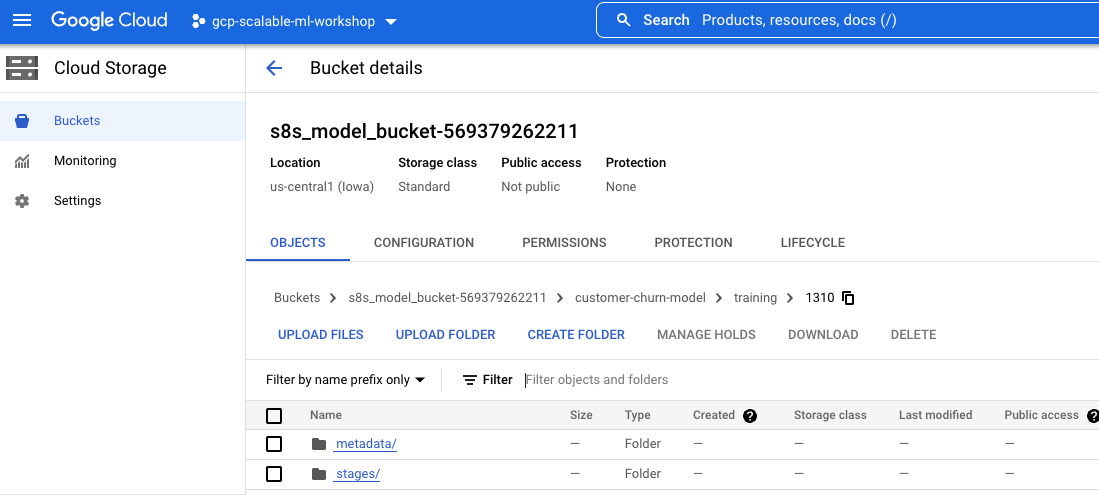 Google Cloud
gcp-scalable-ml-workshop
Search Products, resources, docs (/)
Cloud Storage
Buckets
Monitoring
Settings
Bucket details
s8s_model_bucket-569379262211
Location Storage class Public access Protection
us-central1 (Iowa) Standard Not public None
OBJECTS CONFIGURATION PERMISSIONS PROTECTION LIFECYCLE
Buckets > s8s_model_bucket-569379262211 > customer-churn-model > training > 1310
UPLOAD FILES UPLOAD FOLDER CREATE FOLDER MANAGE HOLDS DOWNLOAD DELETE
Filter by name prefix only Filter Filter objects and folders
Name Size Type Created ? Storage class Last modified Public access ?
metadata/ — Folder — — — —
stages/ — Folder — — — —